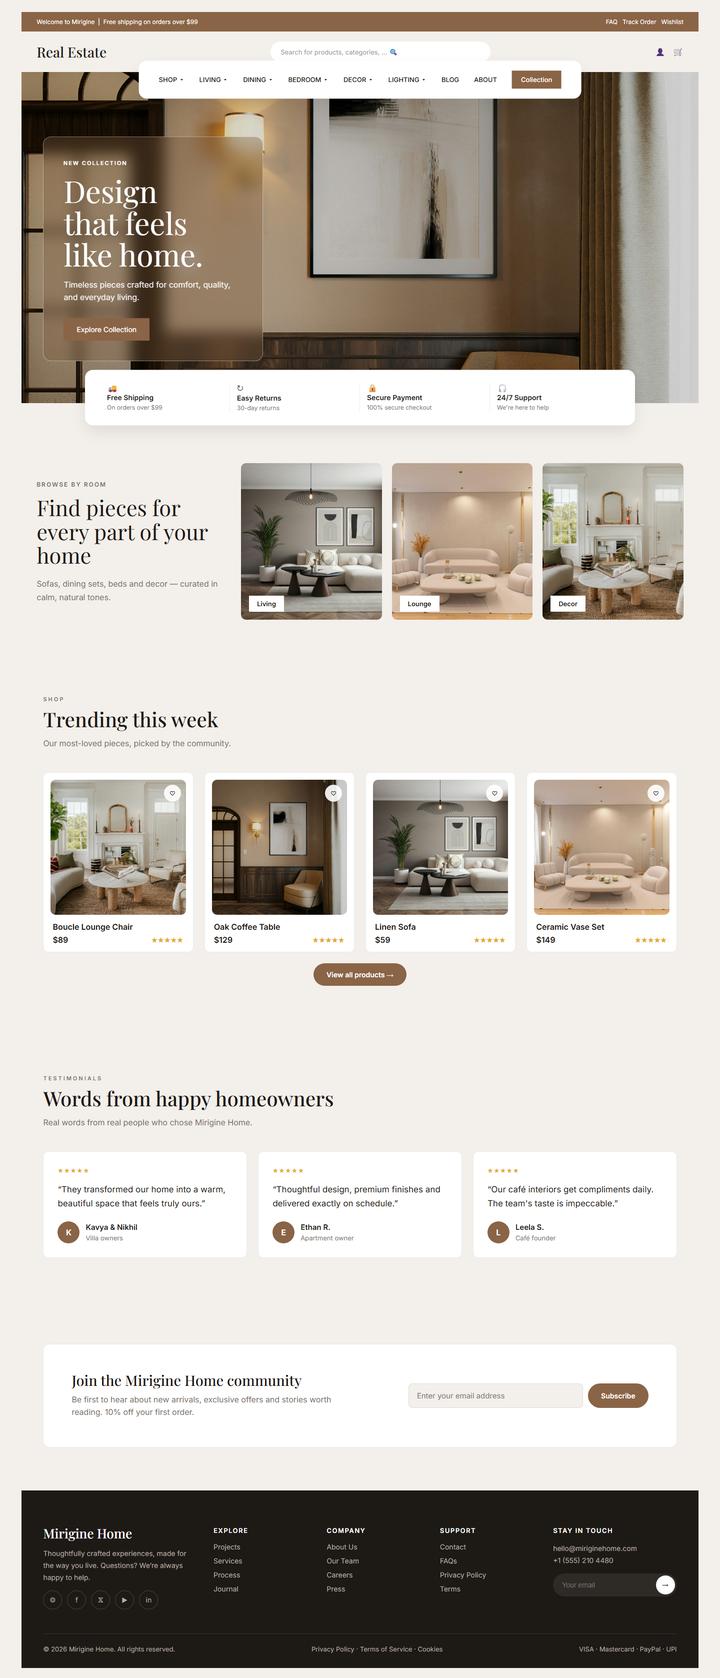 Welcome to Mirigine | Free shipping on orders over $99
FAQ Track Order Wishlist
Real Estate
Search for products, categories, ...
SHOP LIVING DINING BEDROOM DECOR LIGHTING BLOG ABOUT Collection
NEW COLLECTION
Design
that feels
like home.
Timeless pieces crafted for comfort, quality,
and everyday living.
Explore Collection
Free Shipping
On orders over $99
Easy Returns
30-day returns
Secure Payment
100% secure checkout
24/7 Support
We're here to help
BROWSE BY ROOM
Find pieces for
every part of your
home
Sofas, dining sets, beds and decor — curated in
calm, natural tones.
Living
Lounge
Decor
SHOP
Trending this week
Our most-loved pieces, picked by the community.
Boucle Lounge Chair
$89 ★★★★★
Oak Coffee Table
$129 ★★★★★
Linen Sofa
$59 ★★★★★
Ceramic Vase Set
$149 ★★★★★
View all products →
TESTIMONIALS
Words from happy homeowners
Real words from real people who chose Mirigine Home.
★★★★★
“They transformed our home into a warm,
beautiful space that feels truly ours.”
K
Kavya & Nikhil
Villa owners
★★★★★
“Thoughtful design, premium finishes and
delivered exactly on schedule.”
E
Ethan R.
Apartment owner
★★★★★
“Our café interiors get compliments daily.
The team's taste is impeccable.”
L
Leela S.
Café founder
Join the Mirigine Home community
Be first to hear about new arrivals, exclusive offers and stories worth
reading. 10% off your first order.
Enter your email address
Subscribe
Mirigine Home
Thoughtfully crafted experiences, made for
the way you live. Questions? We're always
happy to help.
f X in
EXPLORE
Projects
Services
Process
Journal
COMPANY
About Us
Our Team
Careers
Press
SUPPORT
Contact
FAQs
Privacy Policy
Terms
STAY IN TOUCH
hello@miriginehome.com
+1 (555) 210 4480
Your email →
© 2026 Mirigine Home. All rights reserved.
Privacy Policy · Terms of Service · Cookies
VISA · Mastercard · PayPal · UPI